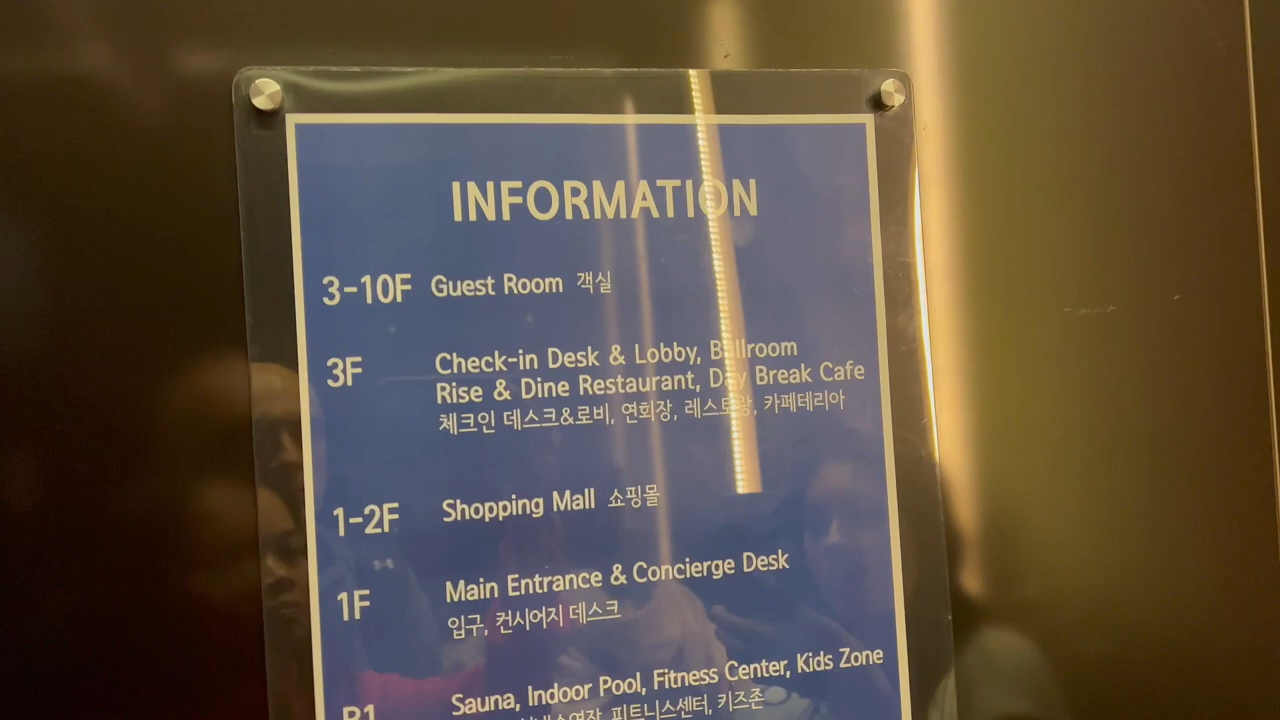 INFORMATION
3-10F Guest Room 객실
3F Check-in Desk & Lobby, Ballroom
Rise & Dine Restaurant, Day Break Cafe
체크인 데스크&로비, 연회장, 레스토랑, 카페테리아
1-2F Shopping Mall 쇼핑몰
1F Main Entrance & Concierge Desk
입구, 컨시어지 데스크
B1 Sauna, Indoor Pool, Fitness Center, Kids Zone
피트니스센터, 키즈존